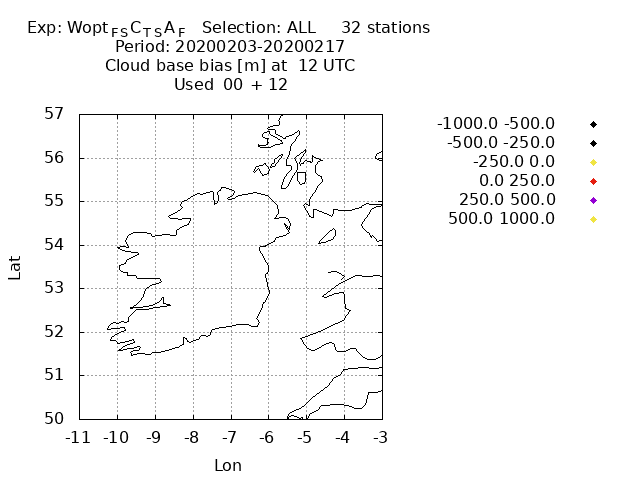 Exp: Wopt FS C TS A F   Selection: ALL     32 stations
Period: 20200203-20200217
Cloud base bias [m] at  12 UTC
Used  00 + 12
-1000.0 -500.0
-500.0 -250.0
-250.0 0.0
0.0 250.0
250.0 500.0
500.0 1000.0
57
56
55
54
53
52
51
50
Lat
-11 -10 -9 -8 -7 -6 -5 -4 -3
Lon